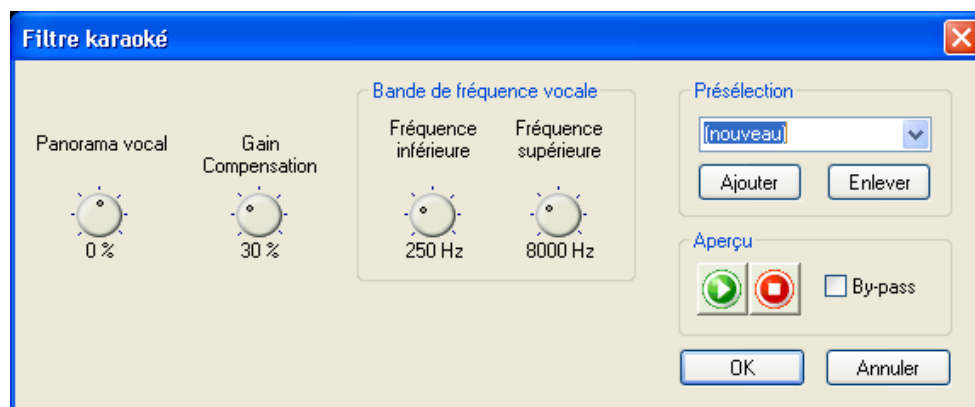 Filtre karaoké
Panorama vocal
0 %
Gain
Compensation
30 %
Bande de fréquence vocale
Fréquence
inférieure
250 Hz
Fréquence
supérieure
8000 Hz
Présélection
(nouveau)
Ajouter
Enlever
Aperçu
By-pass
OK
Annuler